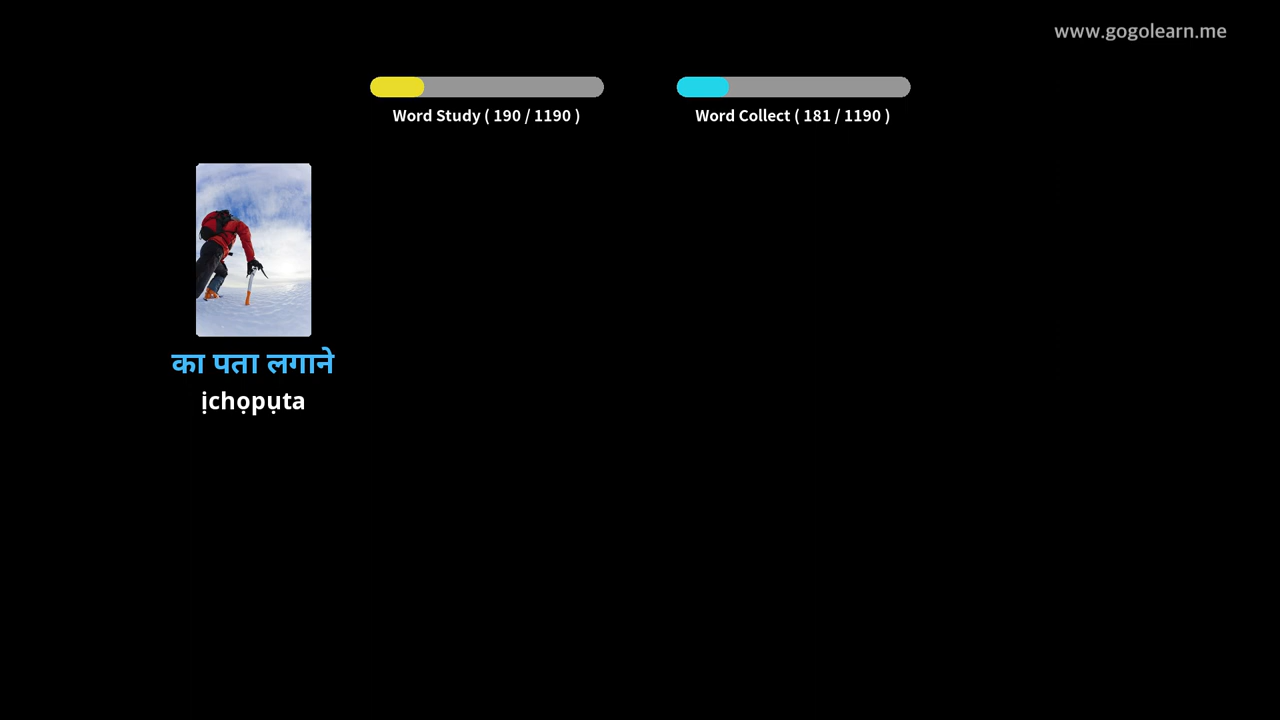 www.gogolearn.me
Word Study ( 190 / 1190 )
Word Collect ( 181 / 1190 )
का पता लगाने
ịchọpụta